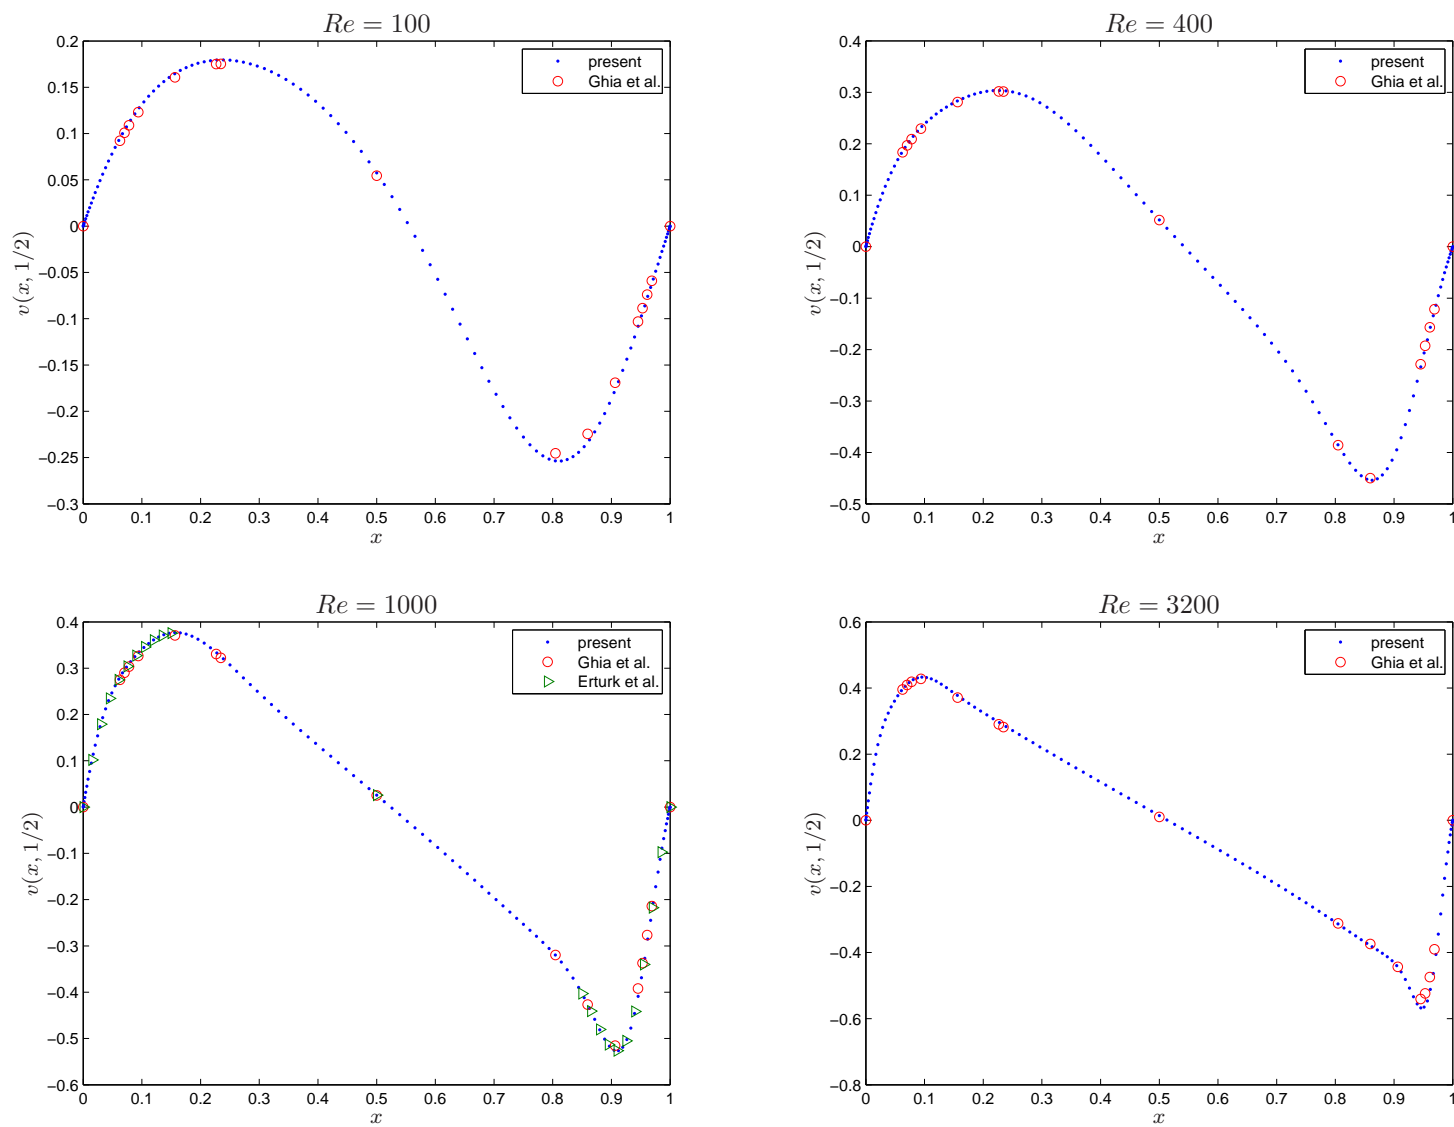 Re = 100
0.2
0.15
0.1
0.05
0
−0.05
−0.1
−0.15
−0.2
−0.25
−0.3
0 0.1 0.2 0.3 0.4 0.5 0.6 0.7 0.8 0.9 1
x
v(x, 1/2)
present
Ghia et al.
Re = 400
0.4
0.3
0.2
0.1
0
−0.1
−0.2
−0.3
−0.4
−0.5
0 0.1 0.2 0.3 0.4 0.5 0.6 0.7 0.8 0.9 1
x
v(x, 1/2)
present
Ghia et al.
Re = 1000
0.4
0.3
0.2
0.1
0
−0.1
−0.2
−0.3
−0.4
−0.5
−0.6
0 0.1 0.2 0.3 0.4 0.5 0.6 0.7 0.8 0.9 1
x
v(x, 1/2)
present
Ghia et al.
Erturk et al.
Re = 3200
0.6
0.4
0.2
0
−0.2
−0.4
−0.6
−0.8
0 0.1 0.2 0.3 0.4 0.5 0.6 0.7 0.8 0.9 1
x
v(x, 1/2)
present
Ghia et al.